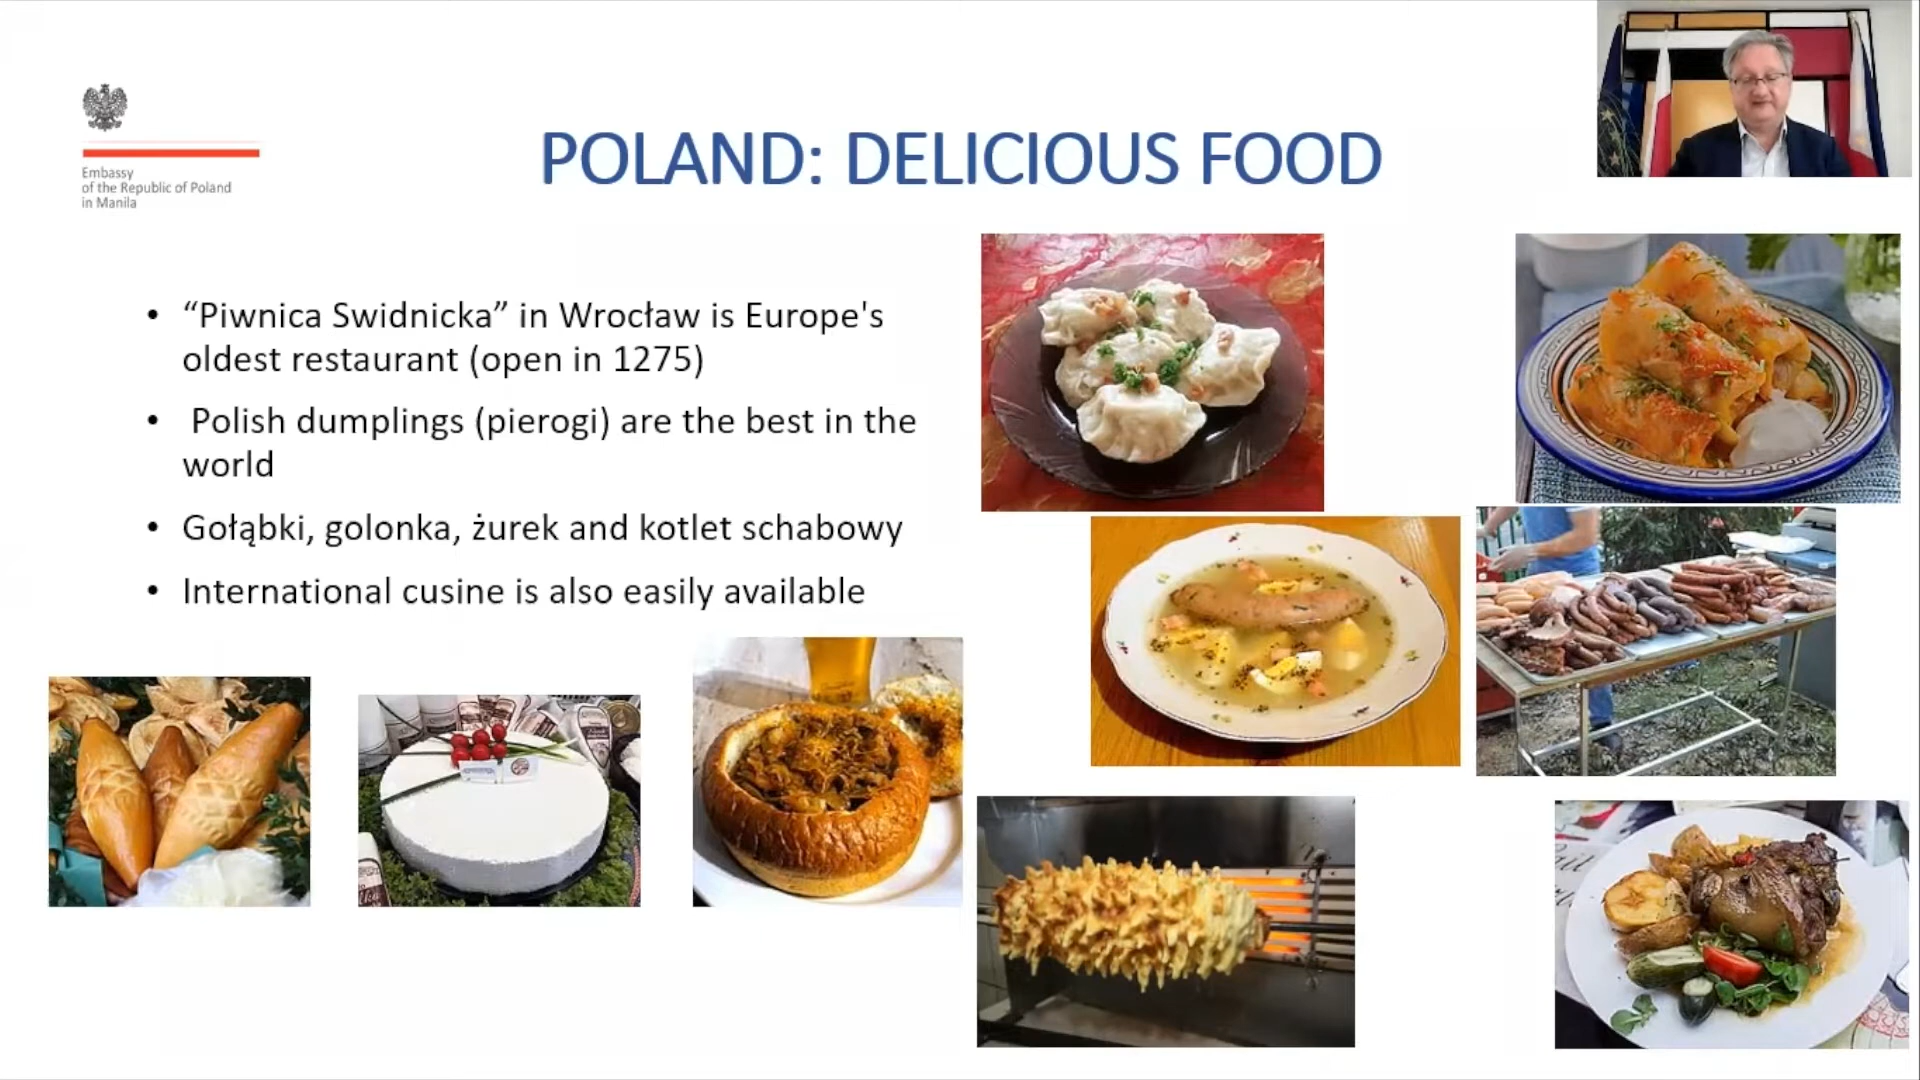 Embassy
of the Republic of Poland
in Manila
POLAND: DELICIOUS FOOD
• “Piwnica Swidnicka” in Wrocław is Europe's
oldest restaurant (open in 1275)
• Polish dumplings (pierogi) are the best in the
world
• Gołąbki, golonka, żurek and kotlet schabowy
• International cusine is also easily available